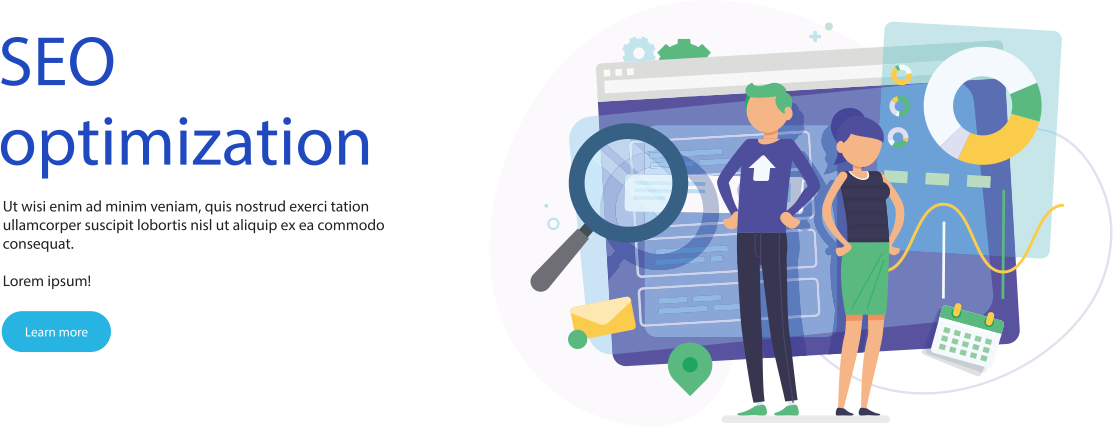 SEO
optimization
Ut wisi enim ad minim veniam, quis nostrud exerci tation
ullamcorper suscipit lobortis nisl ut aliquip ex ea commodo
consequat.
Lorem ipsum!
Learn more